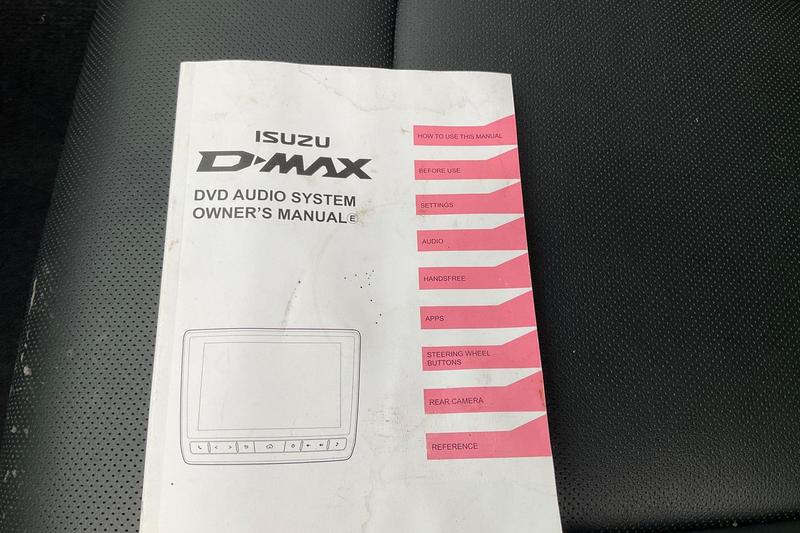 ISUZU
D-MAX
DVD AUDIO SYSTEM
OWNER'S MANUAL Ⓔ
HOW TO USE THIS MANUAL
BEFORE USE
SETTINGS
AUDIO
HANDSFREE
APPS
STEERING WHEEL
BUTTONS
REAR CAMERA
REFERENCE